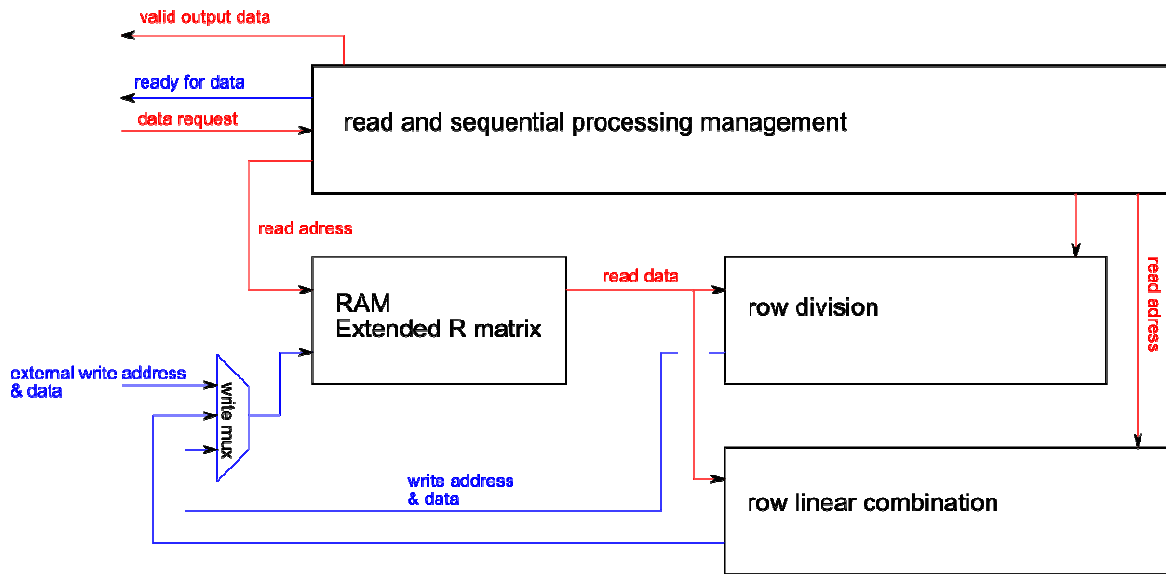 valid output data
ready for data
data request
read and sequential processing management
read adress
read data
RAM
Extended R matrix
row division
read adress
external write address
& data
write mux
write address
& data
row linear combination